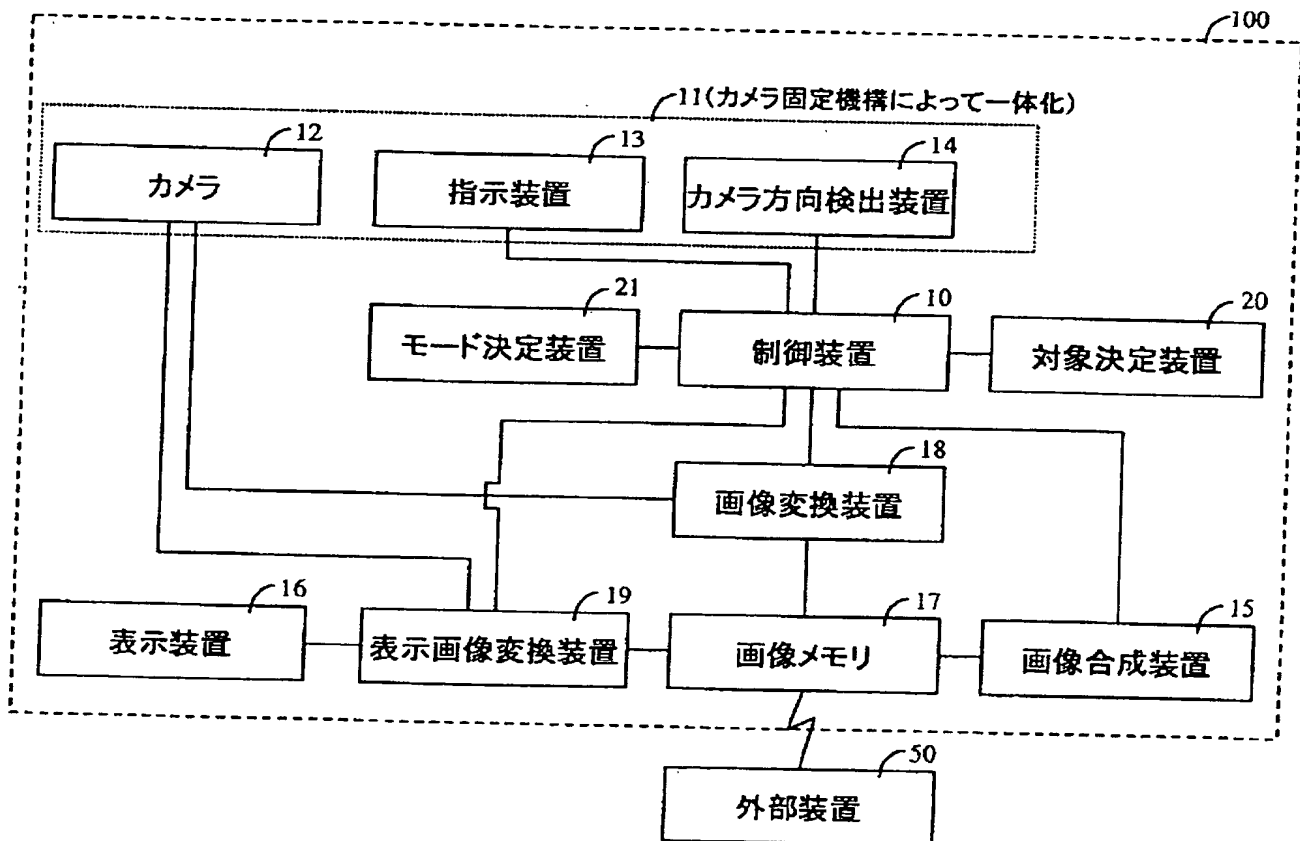 100
11(カメラ固定機構によって一体化)
12
カメラ
13
指示装置
14
カメラ方向検出装置
21
モード決定装置
10
制御装置
20
対象決定装置
18
画像変換装置
16
表示装置
19
表示画像変換装置
17
画像メモリ
15
画像合成装置
50
外部装置